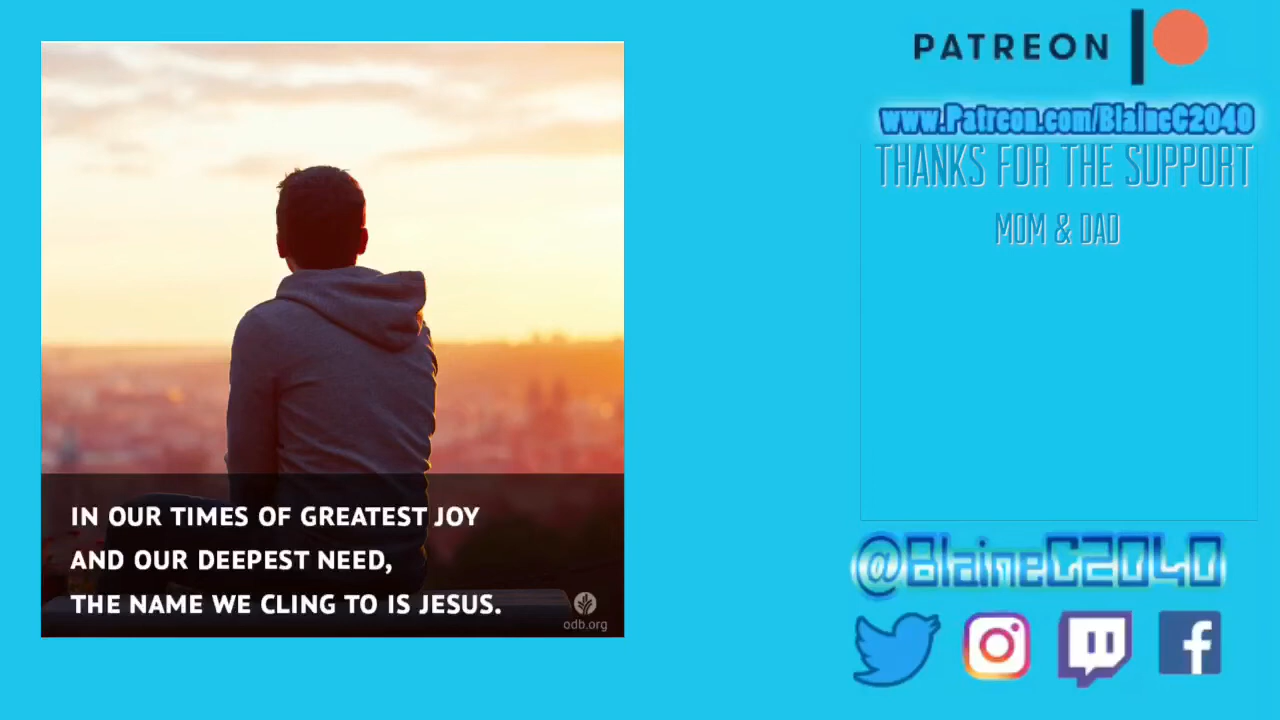 IN OUR TIMES OF GREATEST JOY
AND OUR DEEPEST NEED,
THE NAME WE CLING TO IS JESUS.
odb.org
PATREON
www.Patreon.com/BlaineC2040
THANKS FOR THE SUPPORT
MOM & DAD
@BlaineC2040